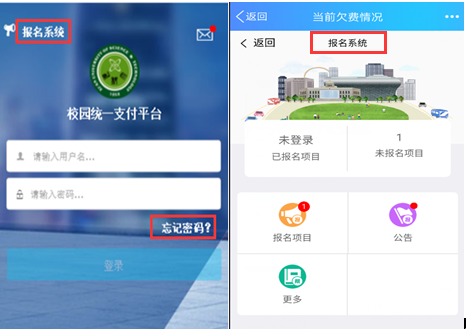 报名系统
校园统一支付平台
请输入用户名...
请输入密码...
忘记密码?
登录
返回
当前欠费情况
返回
报名系统
未登录
已报名项目
1
未报名项目
1
报名项目
公告
更多